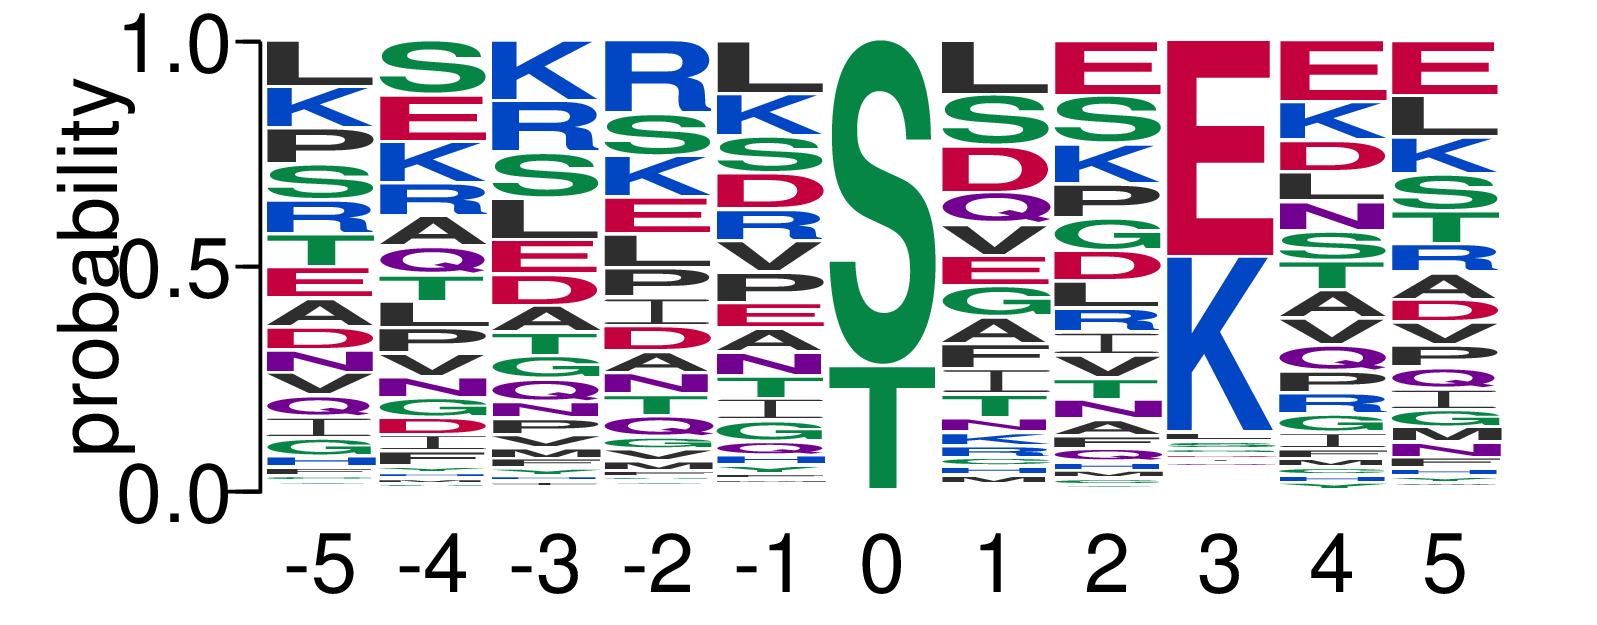 probability
1.0
0.5
0.0
L K P S R T E A D N V Q I G H
S E K R A Q T L P V N G D I F
K R S L E D A T G Q N P V M F
R S K E L P I D A N T Q G V M
L K S D R V P E A N T I G Q H
S T
L S D Q V E G A F I T N K R G H M
E S K P G D L R I V T N A F Q H M
E K
E K D L N S T A V Q P R G I F M H
E L K S T R A D V P Q I G M N F H
-5 -4 -3 -2 -1 0 1 2 3 4 5